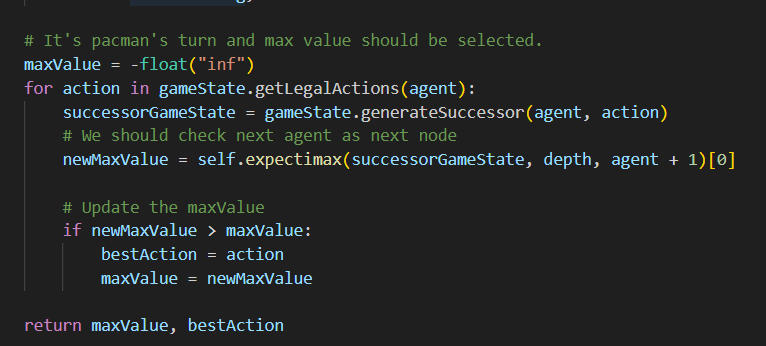 # It's pacman's turn and max value should be selected.
maxValue = -float("inf")
for action in gameState.getLegalActions(agent):
    successorGameState = gameState.generateSuccessor(agent, action)
    # We should check next agent as next node
    newMaxValue = self.expectimax(successorGameState, depth, agent + 1)[0]

    # Update the maxValue
    if newMaxValue > maxValue:
        bestAction = action
        maxValue = newMaxValue

return maxValue, bestAction